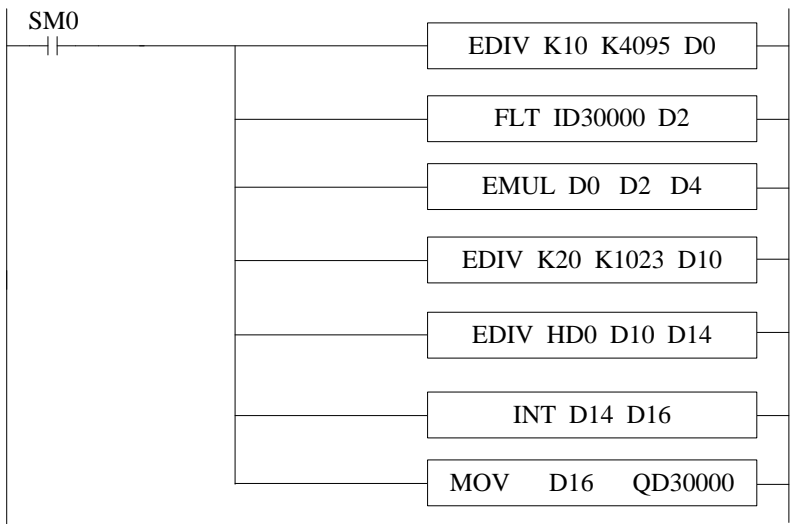 SM0
EDIV K10 K4095 D0
FLT ID30000 D2
EMUL D0 D2 D4
EDIV K20 K1023 D10
EDIV HD0 D10 D14
INT D14 D16
MOV D16 QD30000